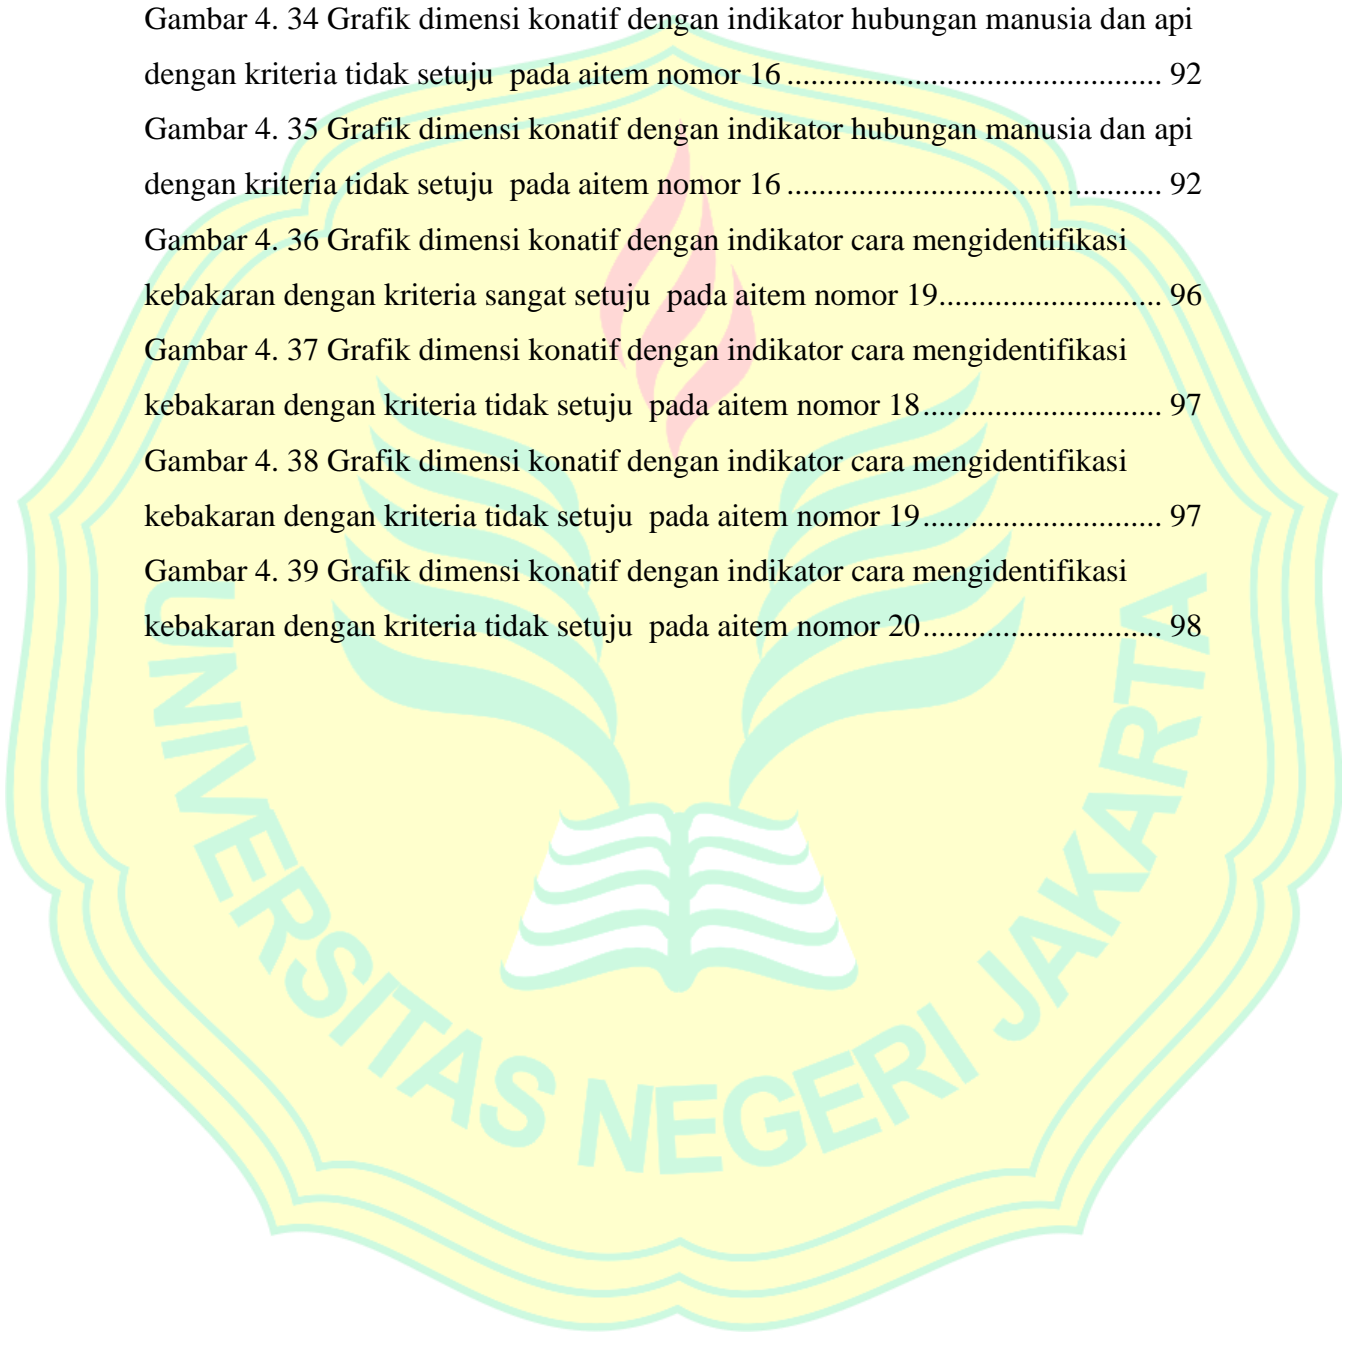 Gambar 4. 34 Grafik dimensi konatif dengan indikator hubungan manusia dan api
dengan kriteria tidak setuju  pada aitem nomor 16 ............................................... 92
Gambar 4. 35 Grafik dimensi konatif dengan indikator hubungan manusia dan api
dengan kriteria tidak setuju  pada aitem nomor 16 ............................................... 92
Gambar 4. 36 Grafik dimensi konatif dengan indikator cara mengidentifikasi
kebakaran dengan kriteria sangat setuju  pada aitem nomor 19............................ 96
Gambar 4. 37 Grafik dimensi konatif dengan indikator cara mengidentifikasi
kebakaran dengan kriteria tidak setuju  pada aitem nomor 18.............................. 97
Gambar 4. 38 Grafik dimensi konatif dengan indikator cara mengidentifikasi
kebakaran dengan kriteria tidak setuju  pada aitem nomor 19.............................. 97
Gambar 4. 39 Grafik dimensi konatif dengan indikator cara mengidentifikasi
kebakaran dengan kriteria tidak setuju  pada aitem nomor 20.............................. 98
UNIVERSITAS NEGERI JAKARTA